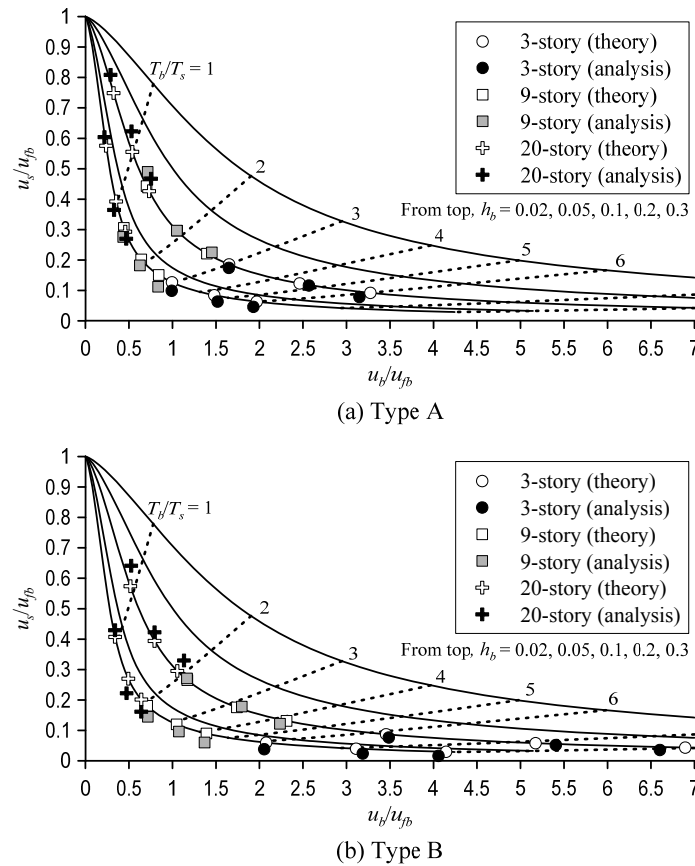 1
0.9
0.8
0.7
0.6
0.5
0.4
0.3
0.2
0.1
0
u_s/u_fb
T_b/T_s = 1
2
3
4
5
6
3-story (theory)
3-story (analysis)
9-story (theory)
9-story (analysis)
20-story (theory)
20-story (analysis)
From top, h_b = 0.02, 0.05, 0.1, 0.2, 0.3
0 0.5 1 1.5 2 2.5 3 3.5 4 4.5 5 5.5 6 6.5 7
u_b/u_fb
(a) Type A
1
0.9
0.8
0.7
0.6
0.5
0.4
0.3
0.2
0.1
0
u_s/u_fb
T_b/T_s = 1
2
3
4
5
6
3-story (theory)
3-story (analysis)
9-story (theory)
9-story (analysis)
20-story (theory)
20-story (analysis)
From top, h_b = 0.02, 0.05, 0.1, 0.2, 0.3
0 0.5 1 1.5 2 2.5 3 3.5 4 4.5 5 5.5 6 6.5 7
u_b/u_fb
(b) Type B